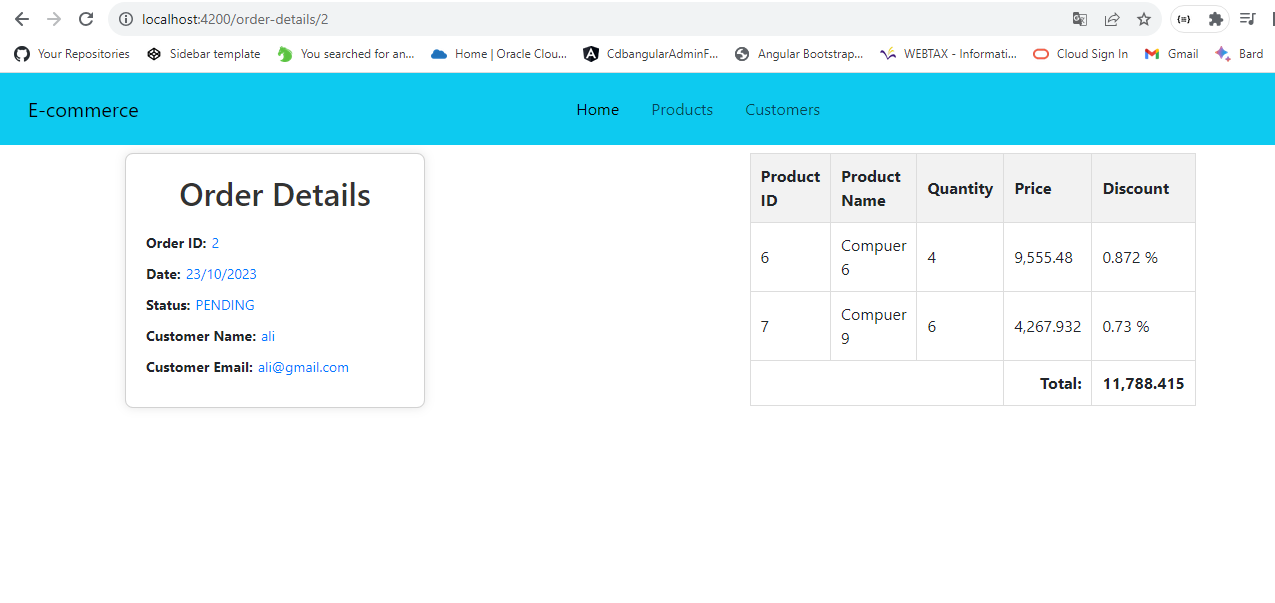 localhost:4200/order-details/2
Your Repositories Sidebar template You searched for an... Home | Oracle Clou... CdbangularAdminF... Angular Bootstrap... WEBTAX - Informati... Cloud Sign In Gmail Bard
E-commerce Home Products Customers
Order Details
Order ID: 2
Date: 23/10/2023
Status: PENDING
Customer Name: ali
Customer Email: ali@gmail.com
Product ID Product Name Quantity Price Discount
6 Compuer 6 4 9,555.48 0.872 %
7 Compuer 9 6 4,267.932 0.73 %
Total: 11,788.415